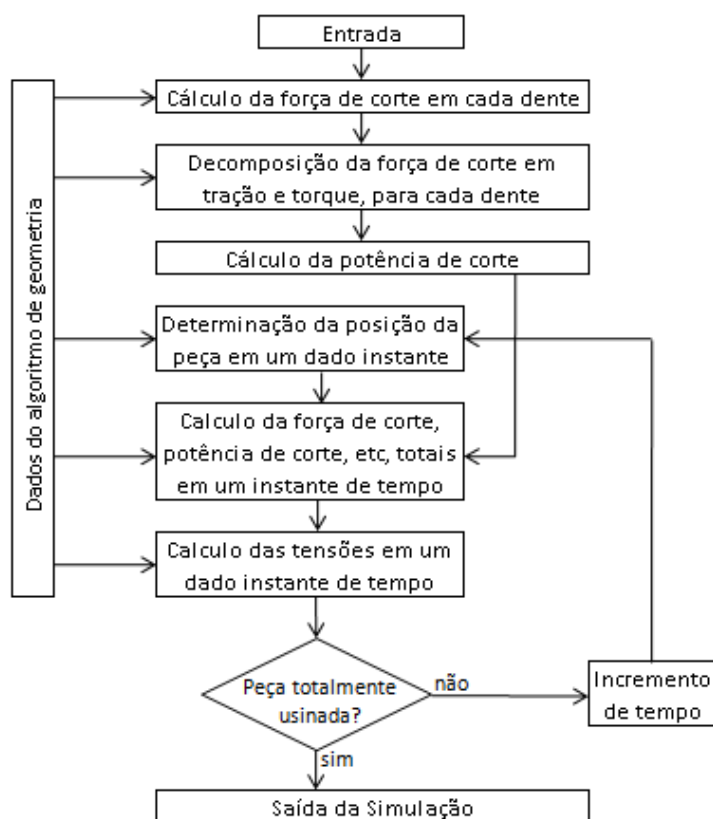 Entrada
Cálculo da força de corte em cada dente
Decomposição da força de corte em
tração e torque, para cada dente
Cálculo da potência de corte
Dados do algoritmo de geometria
Determinação da posição da
peça em um dado instante
Calculo da força de corte,
potência de corte, etc, totais
em um instante de tempo
Calculo das tensões em um
dado instante de tempo
Peça totalmente
usinada?
não
Incremento
de tempo
sim
Saída da Simulação